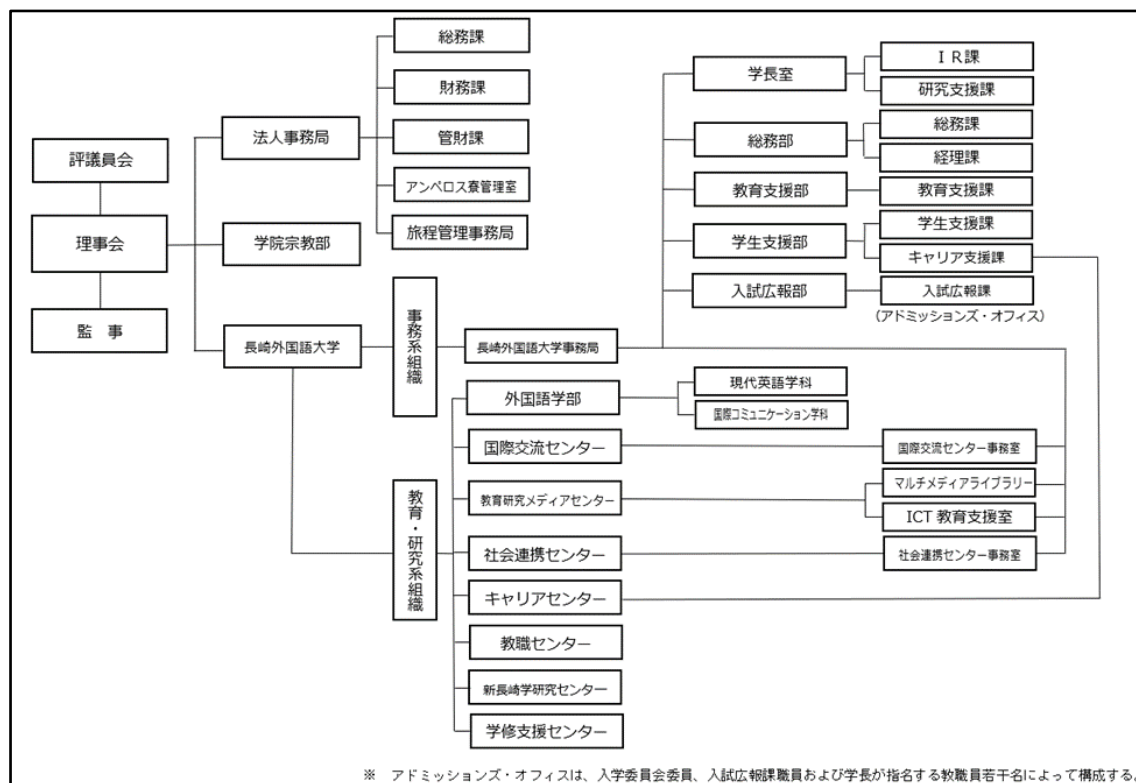 評議員会
理事会
監　事
法人事務局
学院宗教部
長崎外国語大学
総務課
財務課
管財課
アンペロス寮管理室
旅程管理事務局
事務系組織
教育・研究系組織
長崎外国語大学事務局
学長室
総務部
教育支援部
学生支援部
入試広報部
ＩＲ課
研究支援課
総務課
経理課
教育支援課
学生支援課
キャリア支援課
入試広報課
（アドミッションズ・オフィス）
外国語学部
現代英語学科
国際コミュニケーション学科
国際交流センター
国際交流センター事務室
教育研究メディアセンター
マルチメディアライブラリー
ICT 教育支援室
社会連携センター
社会連携センター事務室
キャリアセンター
教職センター
新長崎学研究センター
学修支援センター
※　アドミッションズ・オフィスは、入学委員会委員、入試広報課職員および学長が指名する教職員若干名によって構成する。